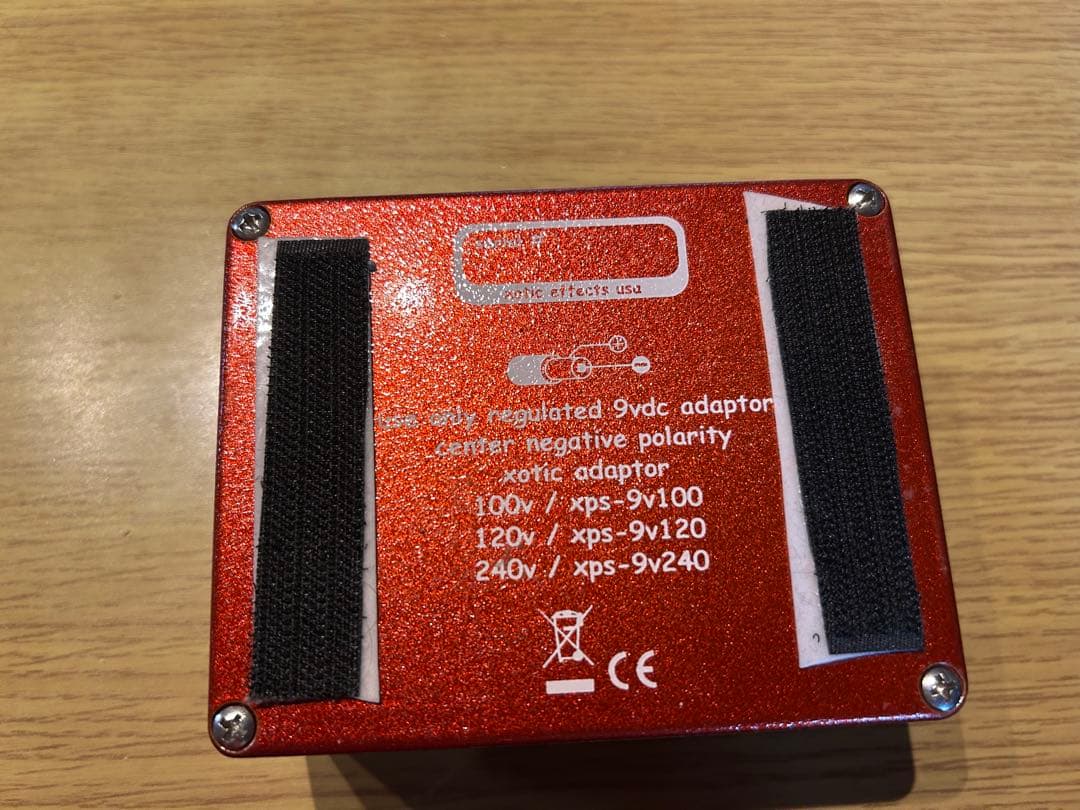 serial #
xotic effects usa
use only regulated 9vdc adaptor
center negative polarity
xotic adaptor
100v / xps-9v100
120v / xps-9v120
240v / xps-9v240
CE